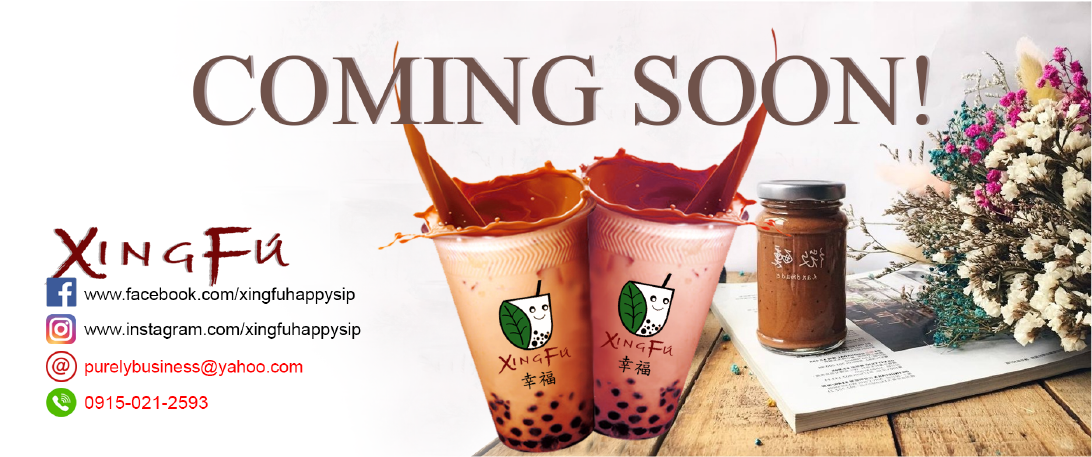 COMING SOON!
XINGFÚ
www.facebook.com/xingfuhappysip
www.instagram.com/xingfuhappysip
purelybusiness@yahoo.com
0915-021-2593
XINGFÚ
幸福
XINGFÚ
幸福
handmade